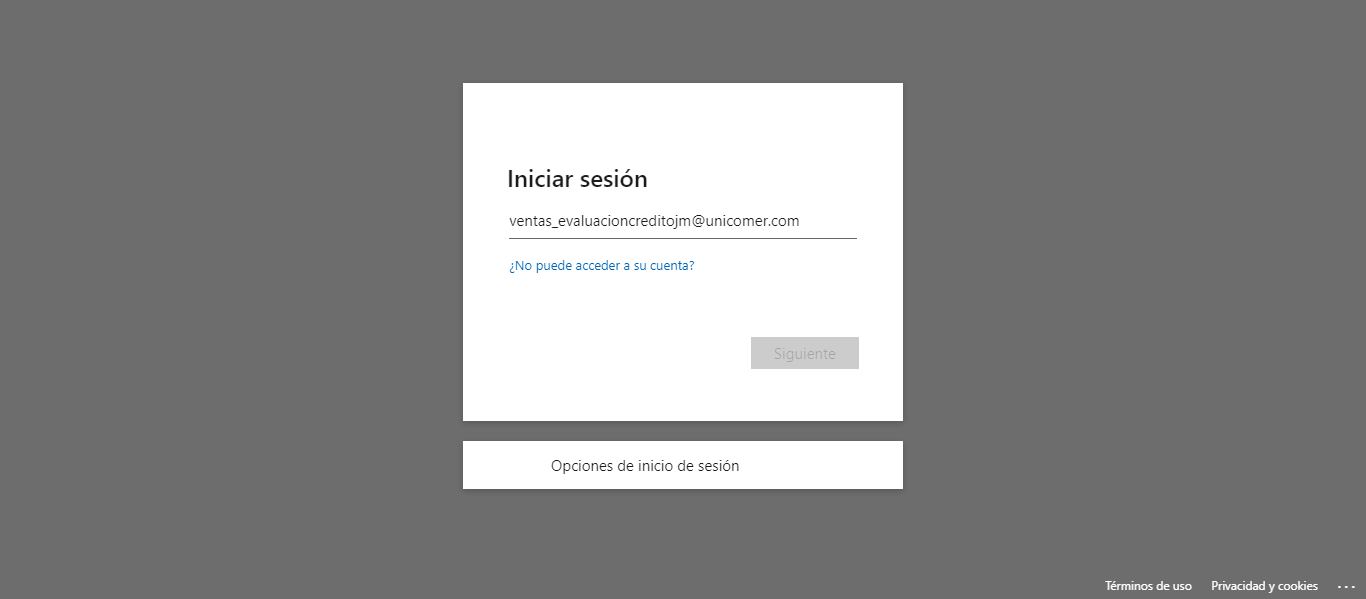 Iniciar sesión
ventas_evaluacioncreditojm@unicomer.com
¿No puede acceder a su cuenta?
Siguiente
Opciones de inicio de sesión
Términos de uso Privacidad y cookies ...